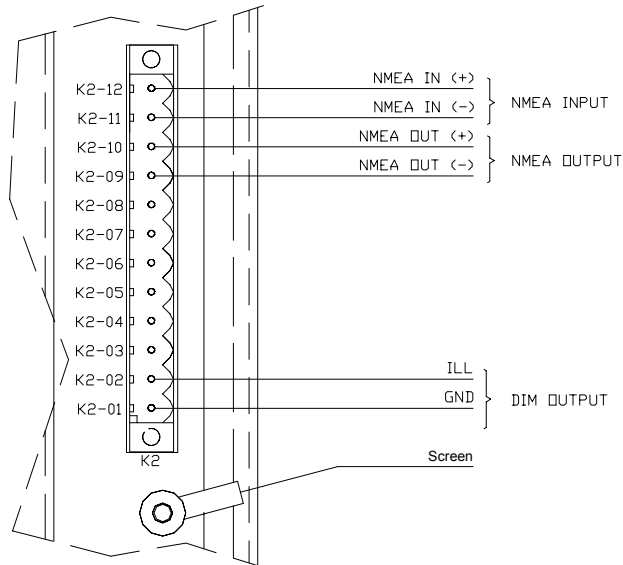 K2-12 NMEA IN (+)
K2-11 NMEA IN (-) NMEA INPUT
K2-10 NMEA OUT (+)
K2-09 NMEA OUT (-) NMEA OUTPUT
K2-08
K2-07
K2-06
K2-05
K2-04
K2-03
K2-02 ILL
K2-01 GND DIM OUTPUT
K2
Screen